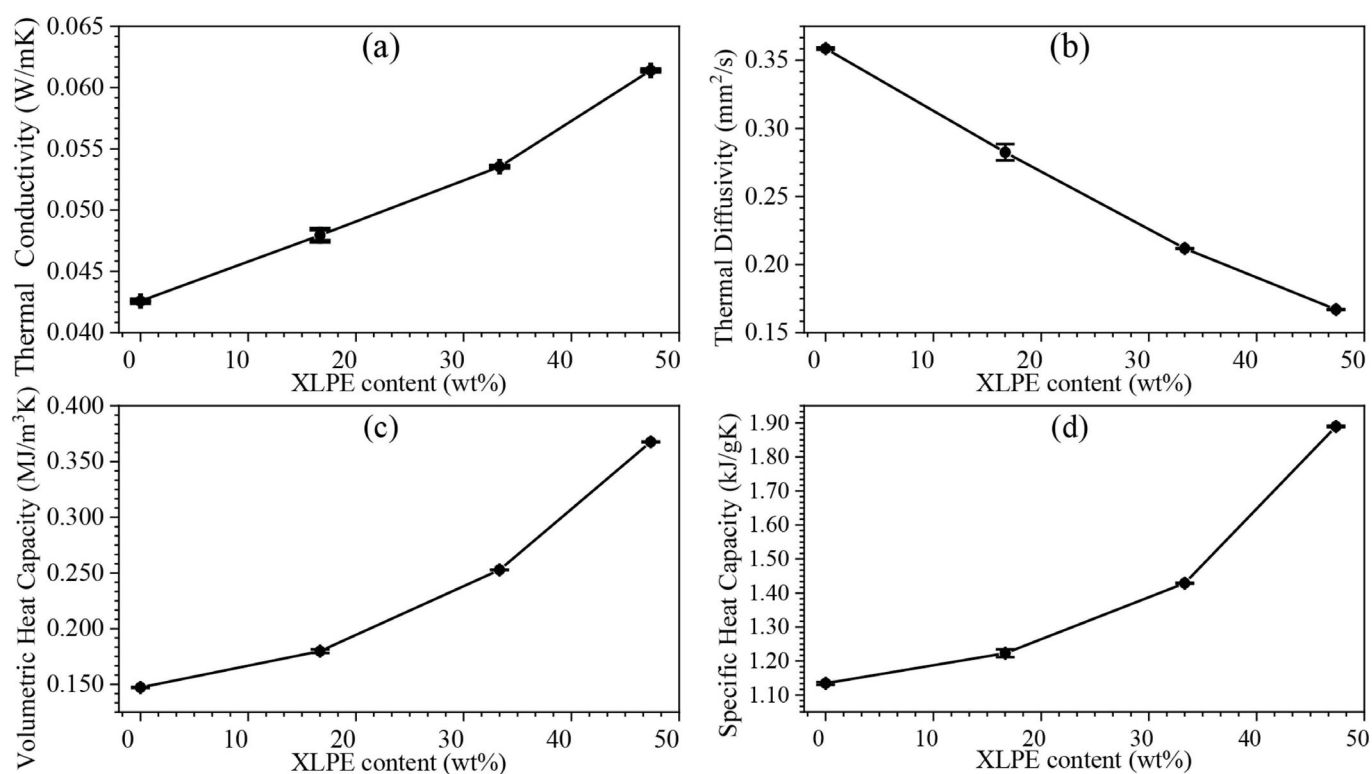 (a)
Thermal Conductivity (W/mK)
0.065
0.060
0.055
0.050
0.045
0.040
0 10 20 30 40 50
XLPE content (wt%)
(b)
Thermal Diffusivity (mm²/s)
0.35
0.30
0.25
0.20
0.15
0 10 20 30 40 50
XLPE content (wt%)
(c)
Volumetric Heat Capacity (MJ/m³K)
0.400
0.350
0.300
0.250
0.200
0.150
0 10 20 30 40 50
XLPE content (wt%)
(d)
Specific Heat Capacity (kJ/gK)
1.90
1.80
1.70
1.60
1.50
1.40
1.30
1.20
1.10
0 10 20 30 40 50
XLPE content (wt%)